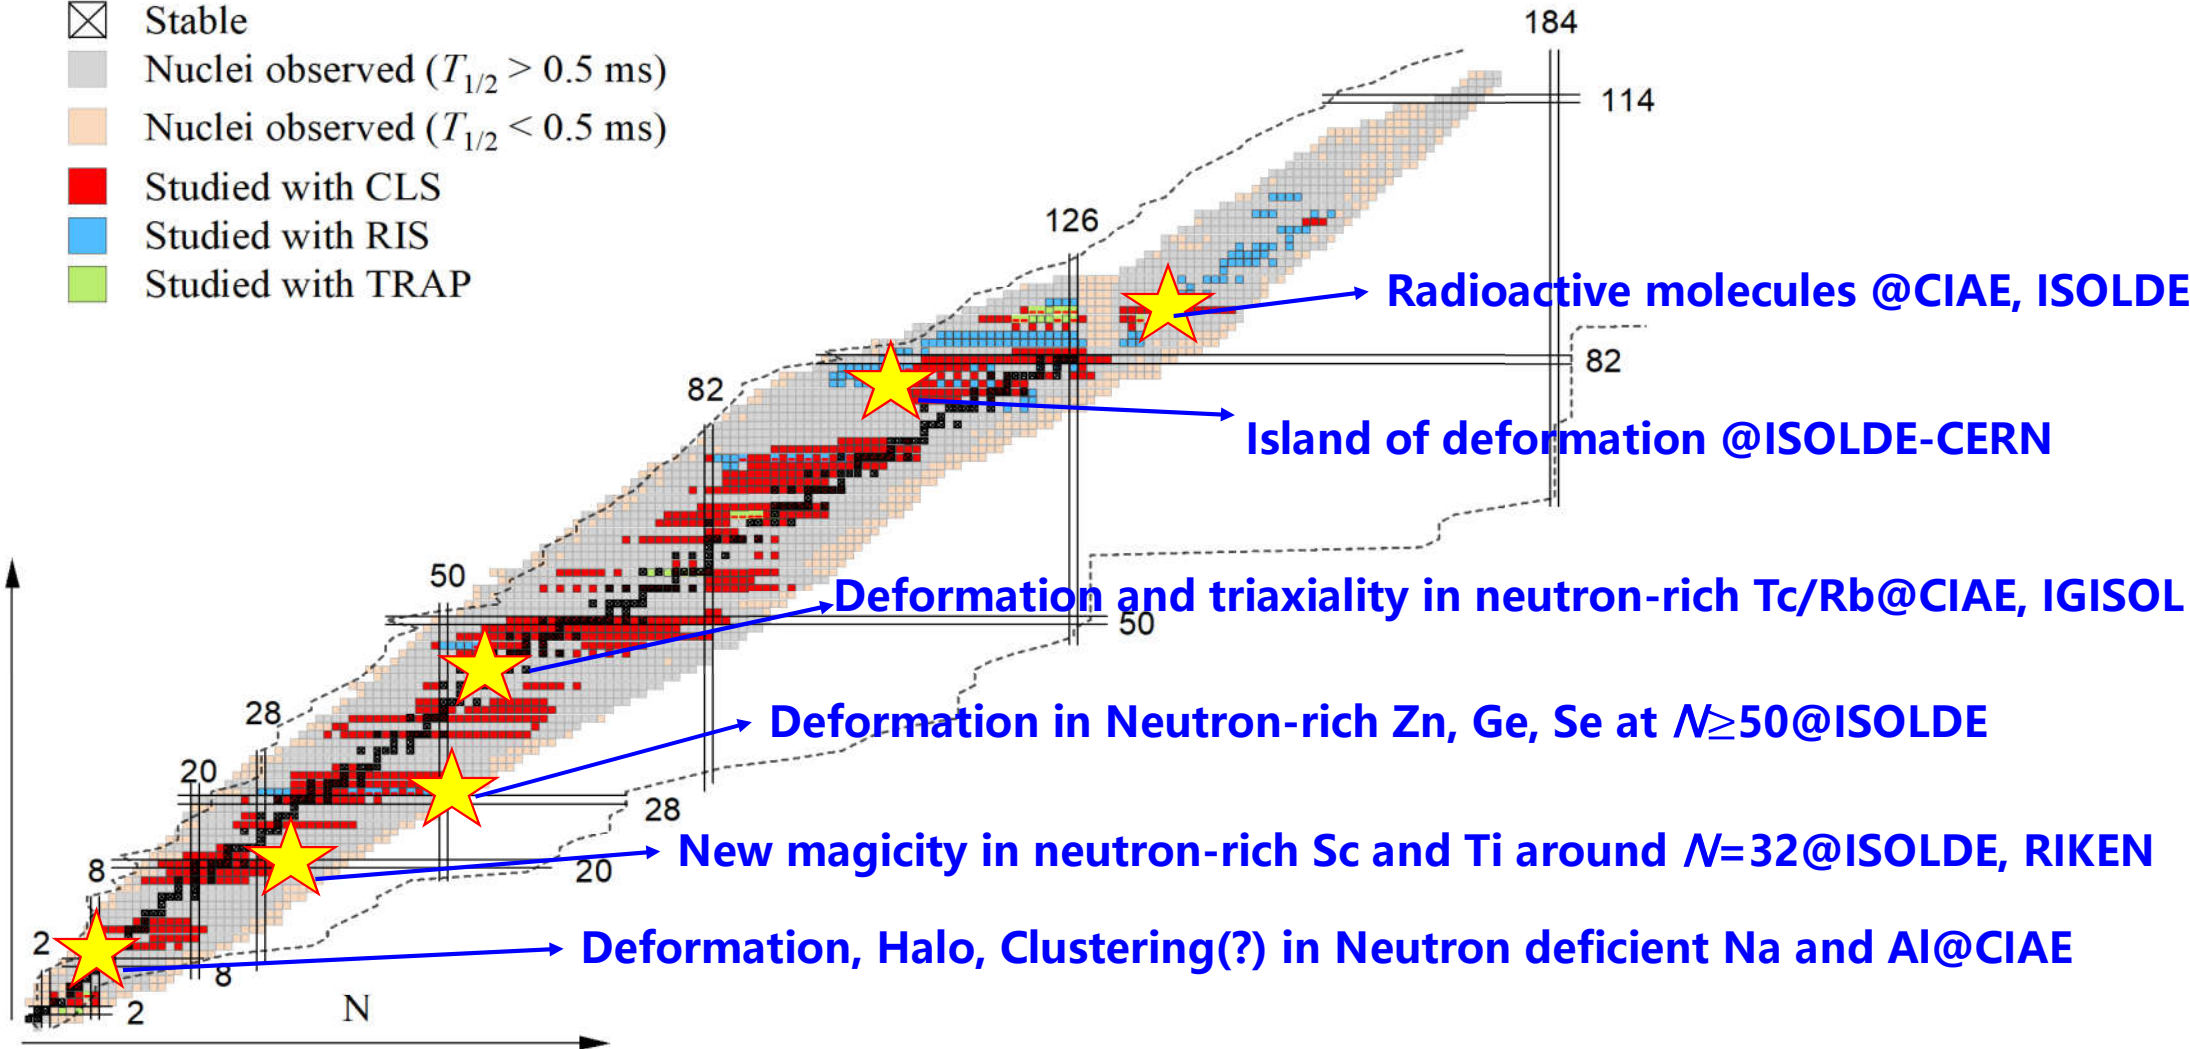 Stable
Nuclei observed (T1/2 > 0.5 ms)
Nuclei observed (T1/2 < 0.5 ms)
Studied with CLS
Studied with RIS
Studied with TRAP
184
114
126
Radioactive molecules @CIAE, ISOLDE
82
82
Island of deformation @ISOLDE-CERN
50
Deformation and triaxiality in neutron-rich Tc/Rb@CIAE, IGISOL
50
28
Deformation in Neutron-rich Zn, Ge, Se at N≥50@ISOLDE
20
28
New magicity in neutron-rich Sc and Ti around N=32@ISOLDE, RIKEN
8
20
2
Deformation, Halo, Clustering(?) in Neutron deficient Na and Al@CIAE
8
2
N